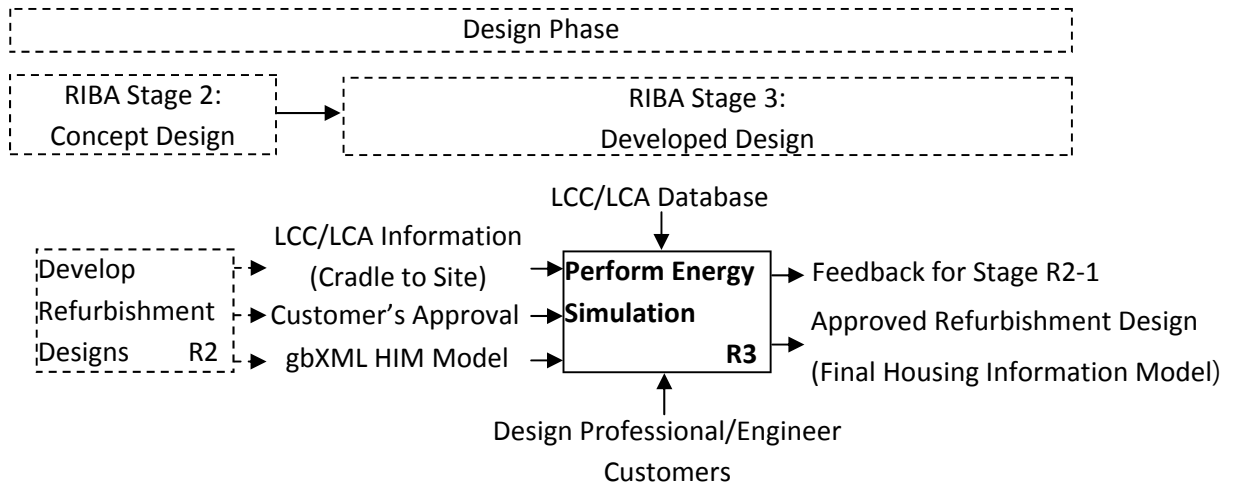 Design Phase
RIBA Stage 2:
Concept Design
RIBA Stage 3:
Developed Design
LCC/LCA Database
Develop
Refurbishment
Designs R2
LCC/LCA Information
(Cradle to Site)
Customer’s Approval
gbXML HIM Model
Perform Energy
Simulation
R3
Feedback for Stage R2-1
Approved Refurbishment Design
(Final Housing Information Model)
Design Professional/Engineer
Customers